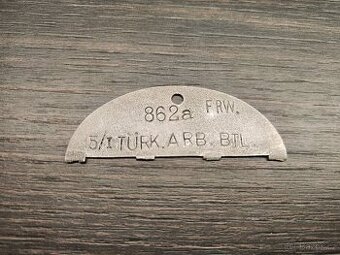 862a FRW.
5/I TÜRK. ARB. BTL.